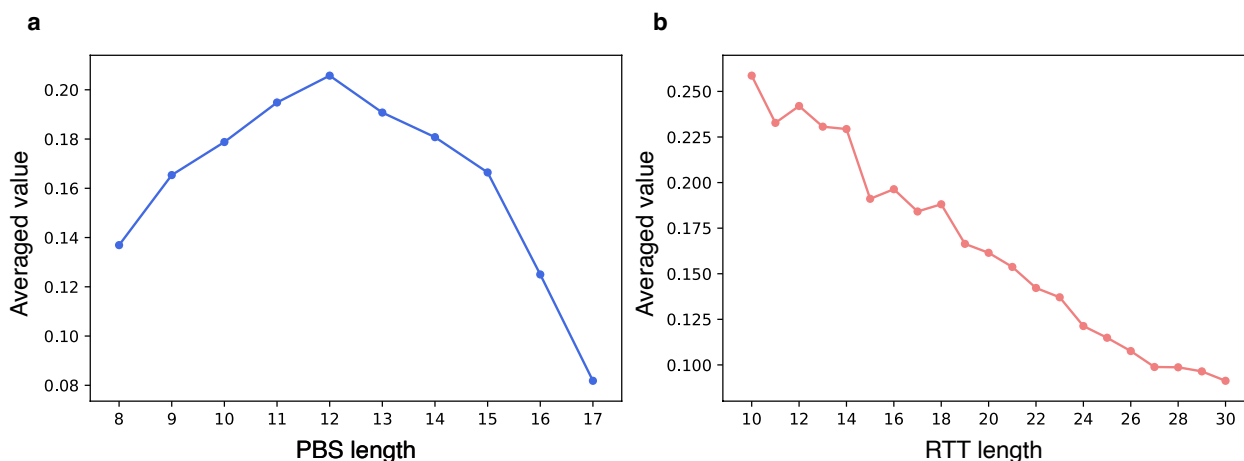 a
Averaged value
0.20
0.18
0.16
0.14
0.12
0.10
0.08
8 9 10 11 12 13 14 15 16 17
PBS length
b
Averaged value
0.250
0.225
0.200
0.175
0.150
0.125
0.100
10 12 14 16 18 20 22 24 26 28 30
RTT length